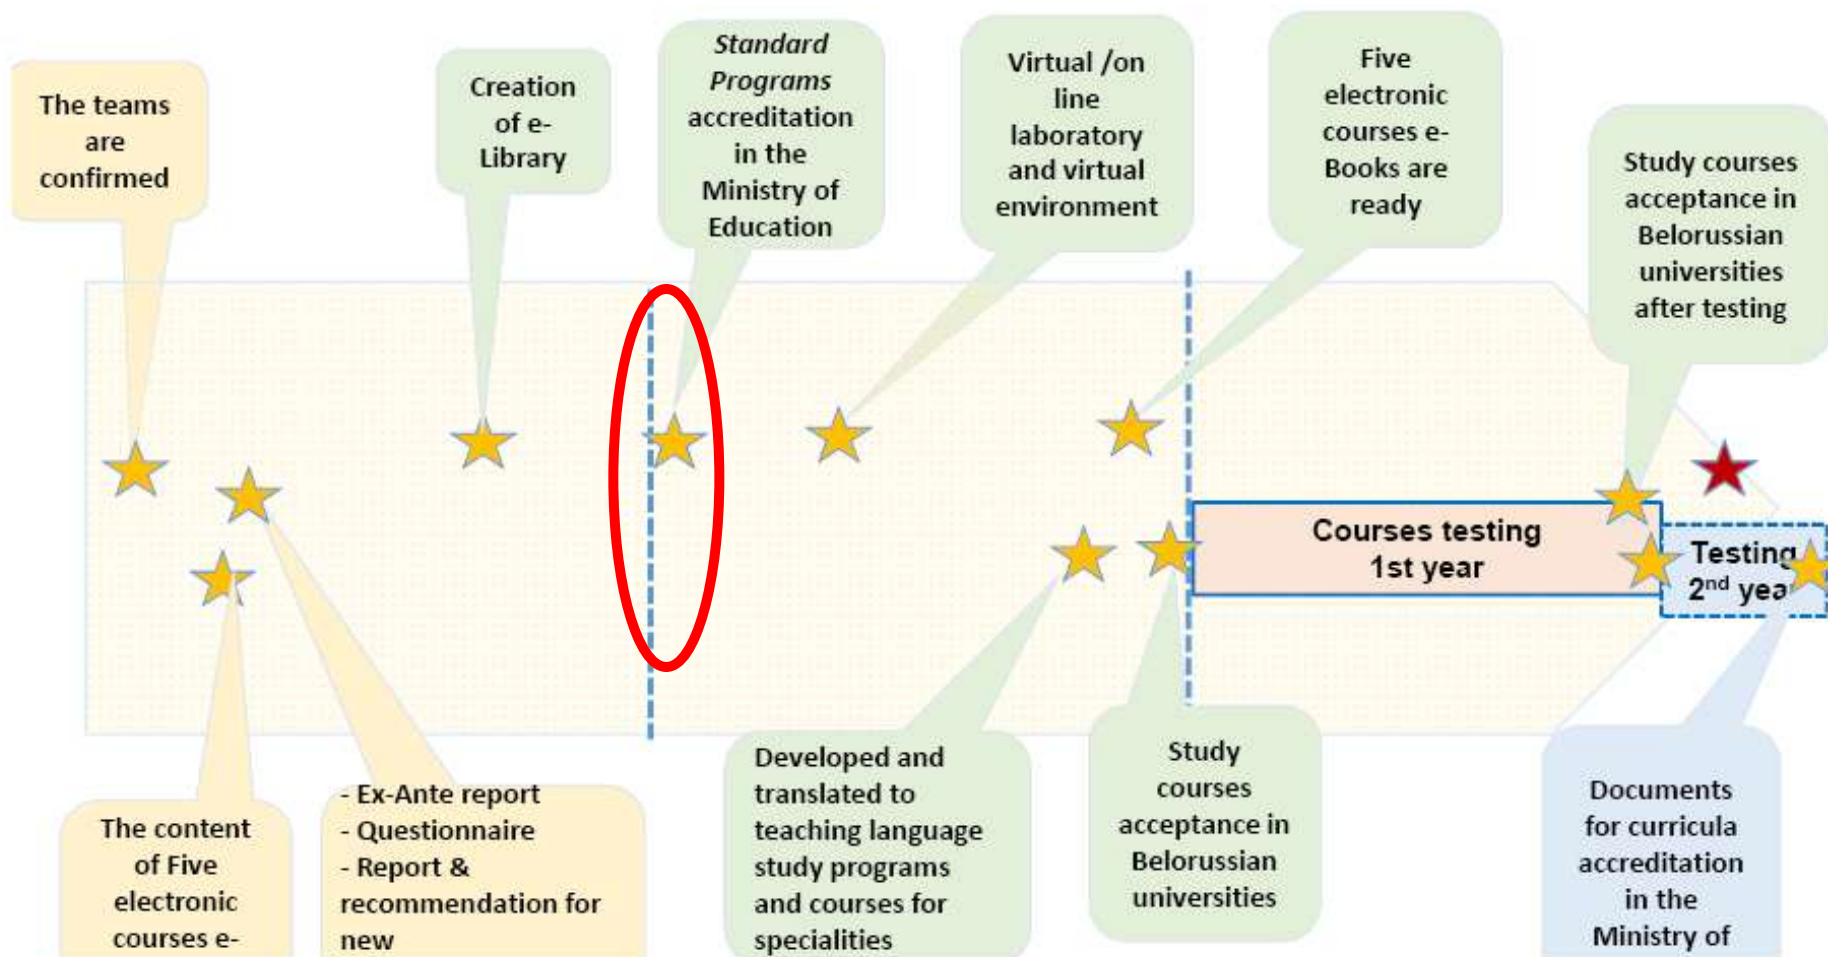 The teams
are
confirmed
Creation
of e-
Library
Standard
Programs
accreditation
in the
Ministry of
Education
Virtual /on
line
laboratory
and virtual
environment
Five
electronic
courses e-
Books are
ready
Study courses
acceptance in
Belorussian
universities
after testing
Courses testing
1st year
Testing
2nd year
The content
of Five
electronic
courses e-
- Ex-Ante report
- Questionnaire
- Report &
recommendation for
new
Developed and
translated to
teaching language
study programs
and courses for
specialities
Study
courses
acceptance in
Belorussian
universities
Documents
for curricula
accreditation
in the
Ministry of